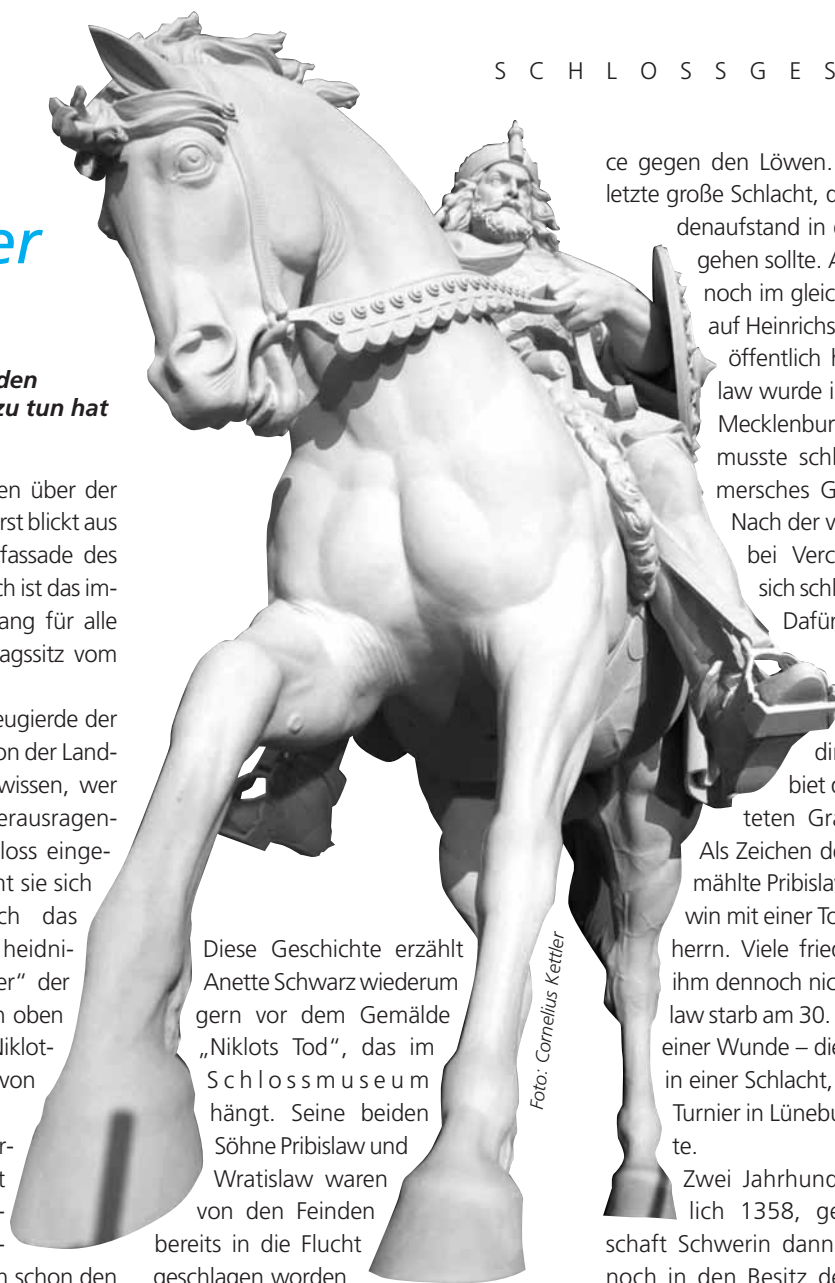 S C H L O S S G E S
er
den
zu tun hat
en über der
rst blickt aus
fassade des
ch ist das im-
ang für alle
agssitz vom
eugierde der
on der Land-
wissen, wer
erausragen-
loss einge-
nt sie sich
ch das
heidni-
er“ der
n oben
Niklot-
von
r-
t
-
-
n schon den
Diese Geschichte erzählt
Anette Schwarz wiederum
gern vor dem Gemälde
„Niklots Tod“, das im
Schlossmuseum
hängt. Seine beiden
Söhne Pribislaw und
Wratislaw waren
von den Feinden
bereits in die Flucht
geschlagen worden
Foto: Cornelius Kettler
ce gegen den Löwen.
letzte große Schlacht, d
denaufstand in
gehen sollte. A
noch im gleic
auf Heinrichs
öffentlich h
law wurde i
Mecklenbur
musste schl
mersches G
Nach der v
bei Verc
sich schl
Dafür
din
biet
teten Gra
Als Zeichen de
mählte Pribislav
win mit einer To
herrn. Viele fried
ihm dennoch nic
law starb am 30.
einer Wunde – die
in einer Schlacht,
Turnier in Lünebu
te.
Zwei Jahrhund
lich 1358, ge
schaft Schwerin dann
noch in den Besitz de